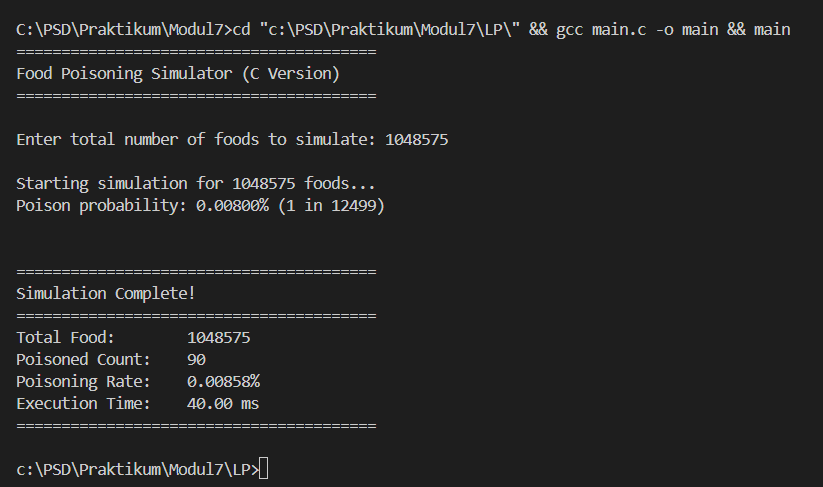 C:\PSD\Praktikum\Modul7>cd "c:\PSD\Praktikum\Modul7\LP\" && gcc main.c -o main && main
========================================
Food Poisoning Simulator (C Version)
========================================
Enter total number of foods to simulate: 1048575
Starting simulation for 1048575 foods...
Poison probability: 0.00800% (1 in 12499)
========================================
Simulation Complete!
========================================
Total Food:        1048575
Poisoned Count:    90
Poisoning Rate:    0.00858%
Execution Time:    40.00 ms
========================================
c:\PSD\Praktikum\Modul7\LP>